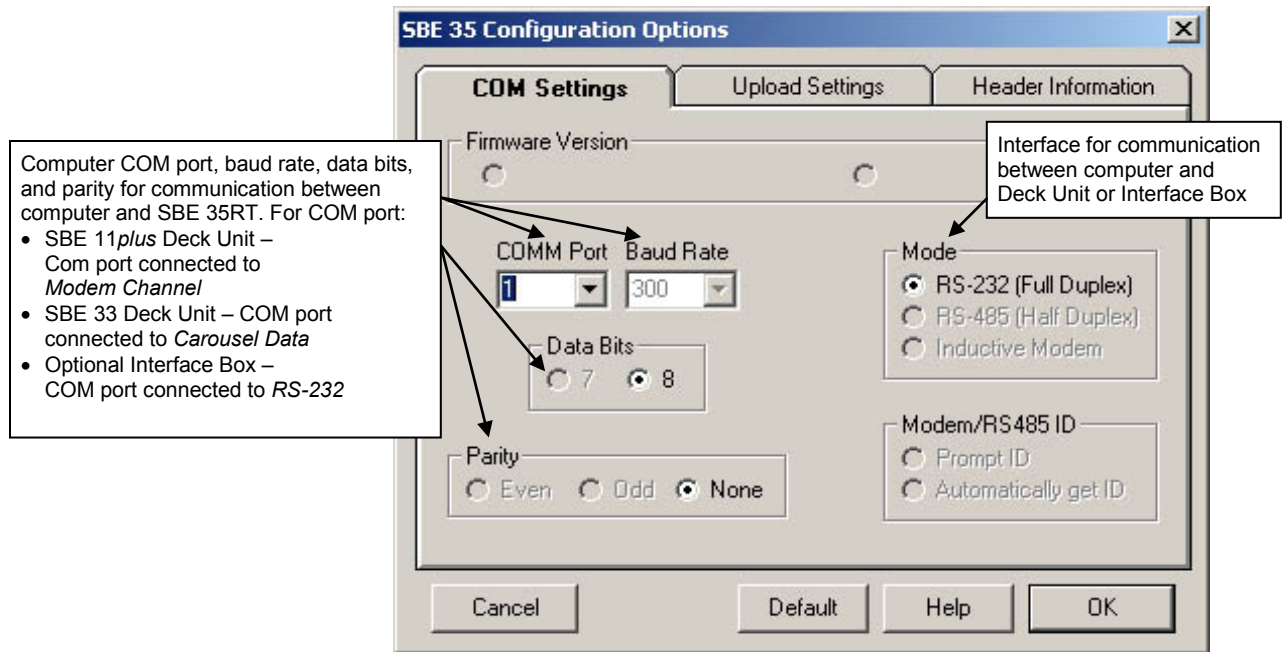 SBE 35 Configuration Options
COM Settings
Upload Settings
Header Information
Firmware Version
Computer COM port, baud rate, data bits,
and parity for communication between
computer and SBE 35RT. For COM port:
• SBE 11plus Deck Unit –
Com port connected to
Modem Channel
• SBE 33 Deck Unit – COM port
connected to Carousel Data
• Optional Interface Box –
COM port connected to RS-232
Interface for communication
between computer and
Deck Unit or Interface Box
COMM Port
Baud Rate
1
300
Data Bits
7
8
Parity
Even
Odd
None
Mode
RS-232 (Full Duplex)
RS-485 (Half Duplex)
Inductive Modem
Modem/RS485 ID
Prompt ID
Automatically get ID
Cancel
Default
Help
OK